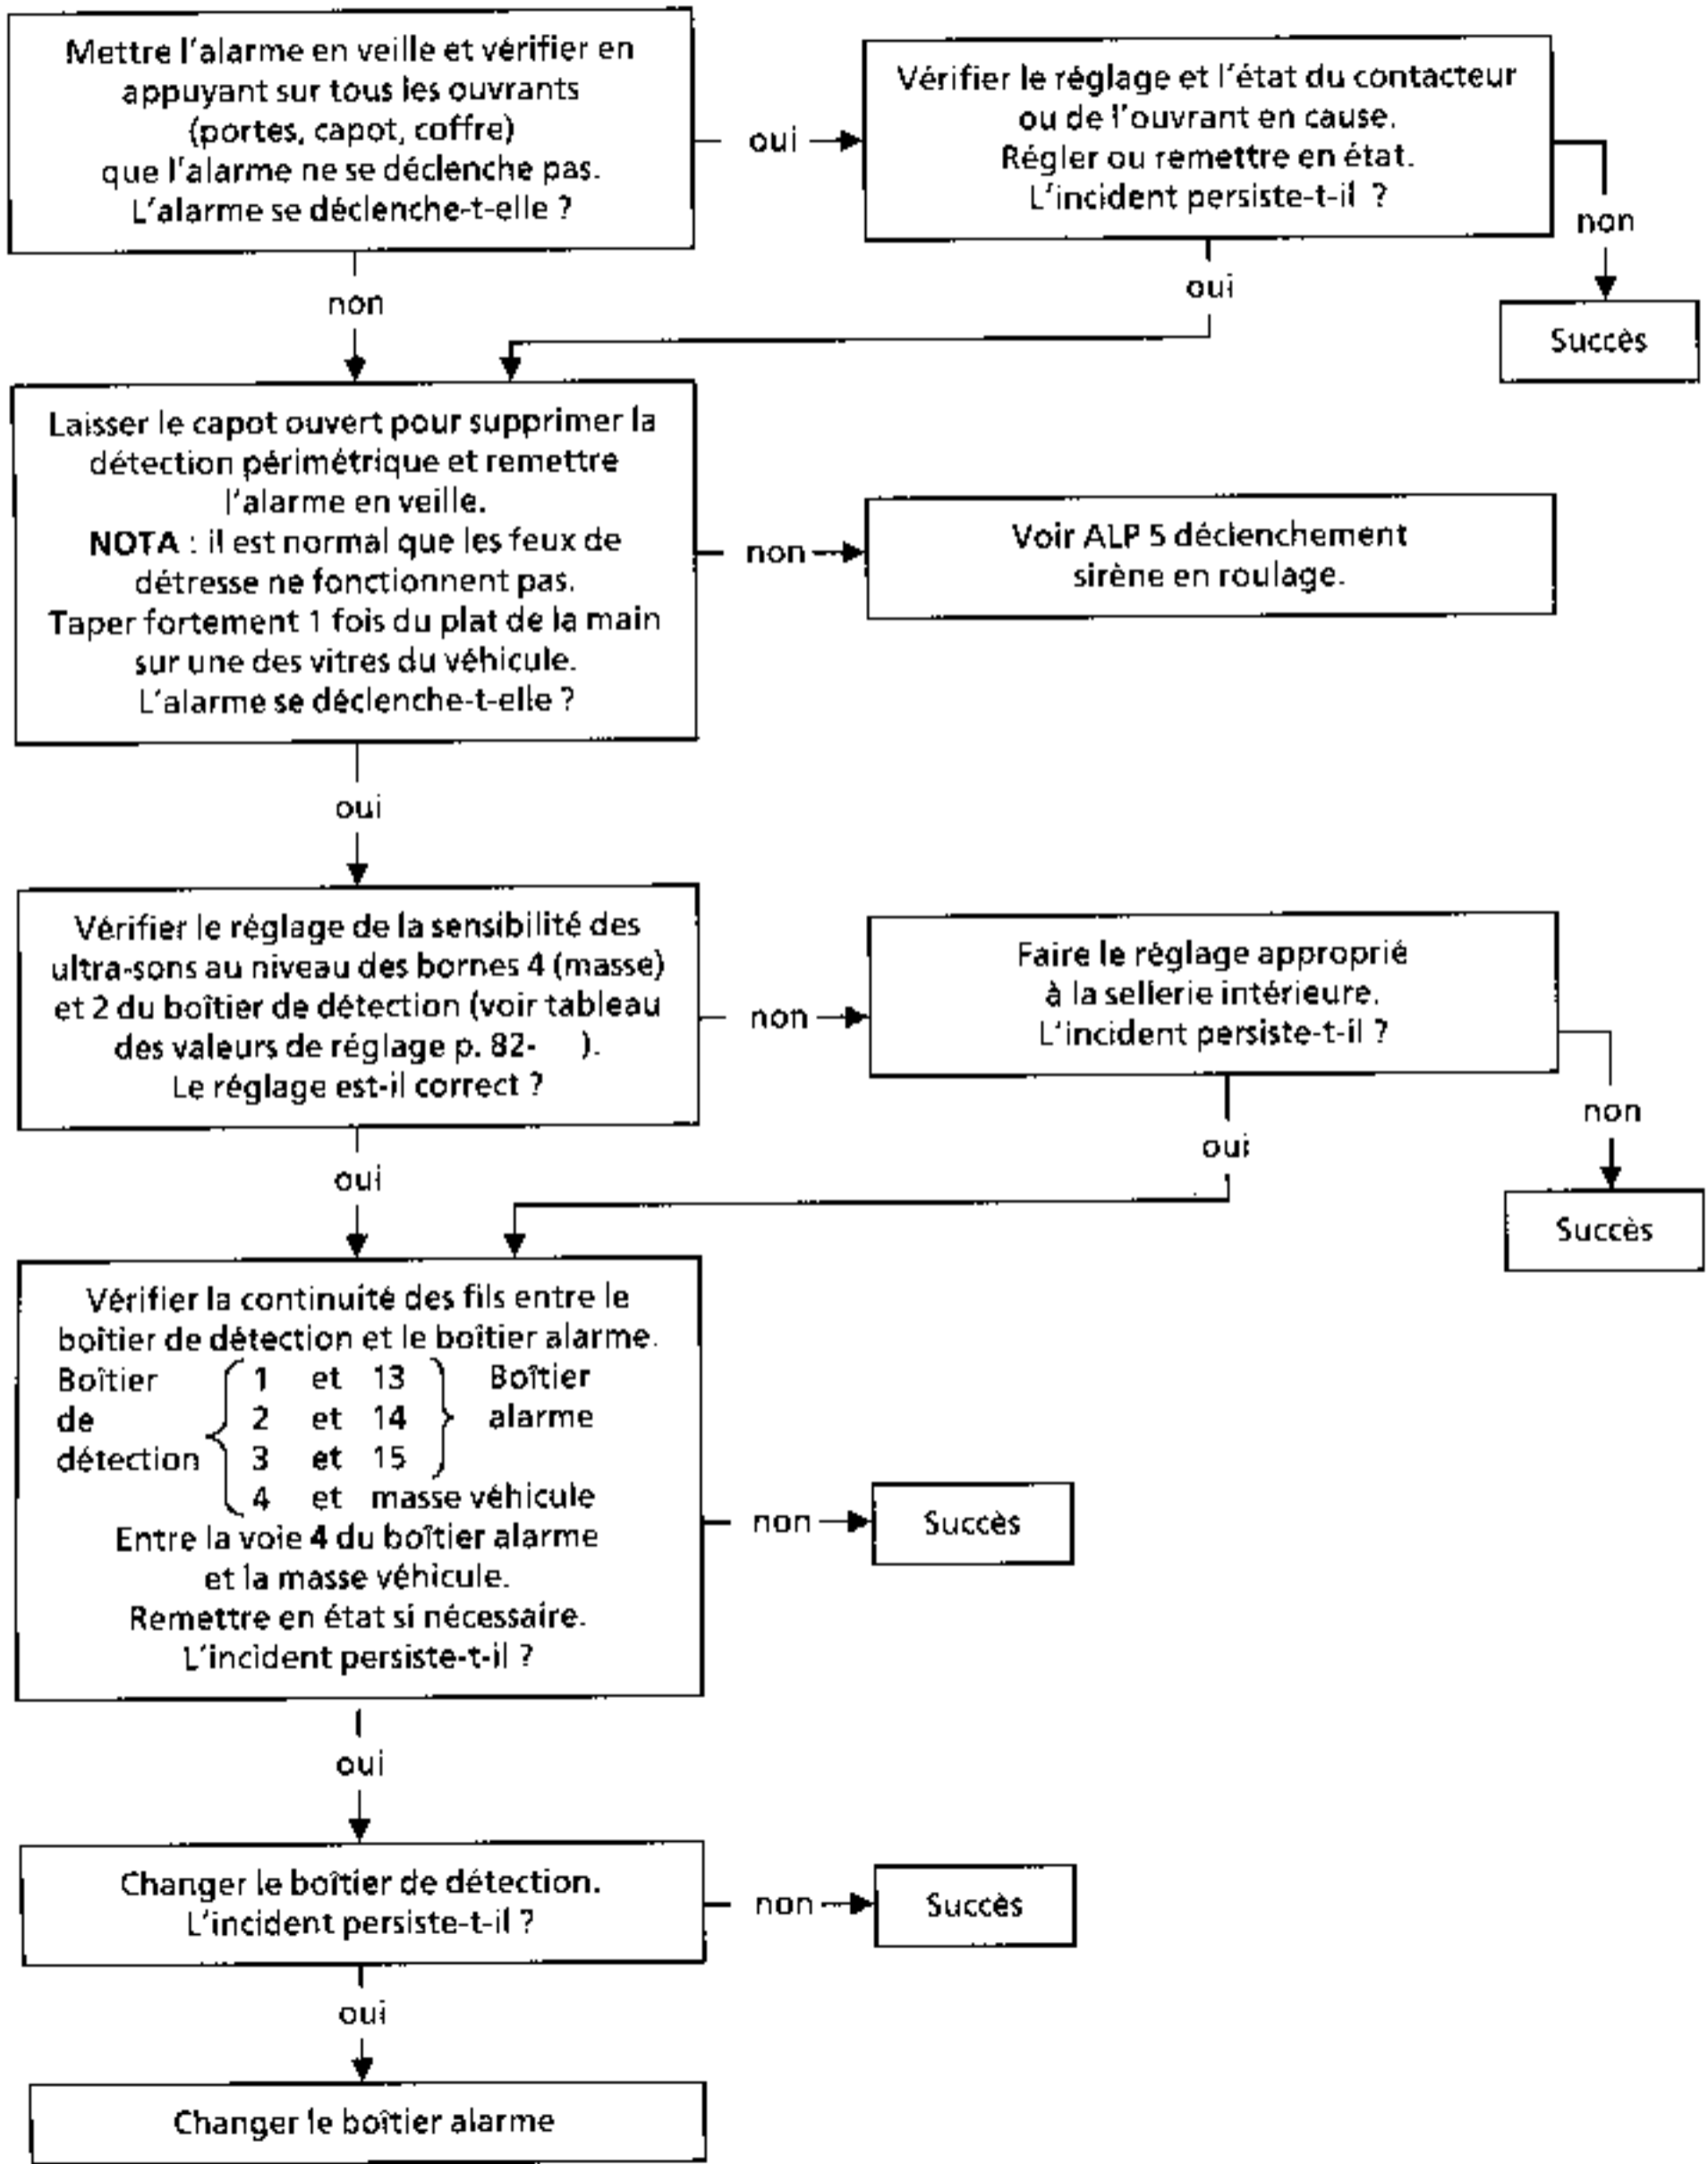 Mettre l'alarme en veille et vérifier en
appuyant sur tous les ouvrants
(portes, capot, coffre)
que l'alarme ne se déclenche pas.
L'alarme se déclenche-t-elle ?
oui
Vérifier le réglage et l'état du contacteur
ou de l'ouvrant en cause.
Régler ou remettre en état.
L'incident persiste-t-il ?
non
Succès
oui
non
Laisser le capot ouvert pour supprimer la
détection périmétrique et remettre
l'alarme en veille.
NOTA : il est normal que les feux de
détresse ne fonctionnent pas.
Taper fortement 1 fois du plat de la main
sur une des vitres du véhicule.
L'alarme se déclenche-t-elle ?
non
Voir ALP 5 déclenchement
sirène en roulage.
oui
Vérifier le réglage de la sensibilité des
ultra-sons au niveau des bornes 4 (masse)
et 2 du boîtier de détection (voir tableau
des valeurs de réglage p. 82- ).
Le réglage est-il correct ?
non
Faire le réglage approprié
à la sellerie intérieure.
L'incident persiste-t-il ?
non
Succès
oui
oui
Vérifier la continuité des fils entre le
boîtier de détection et le boîtier alarme.
Boîtier 1 et 13 Boîtier
de 2 et 14 alarme
détection 3 et 15
4 et masse véhicule
Entre la voie 4 du boîtier alarme
et la masse véhicule.
Remettre en état si nécessaire.
L'incident persiste-t-il ?
non
Succès
oui
Changer le boîtier de détection.
L'incident persiste-t-il ?
non
Succès
oui
Changer le boîtier alarme